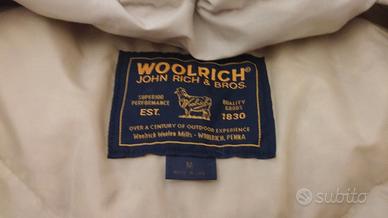 WOOLRICH®
JOHN RICH & BROS.
SUPERIOR PERFORMANCE
QUALITY GOODS
EST. 1830
OVER A CENTURY OF OUTDOOR EXPERIENCE
Woolrich Woolen Mills - WOOLRICH, PENNA
M
subito